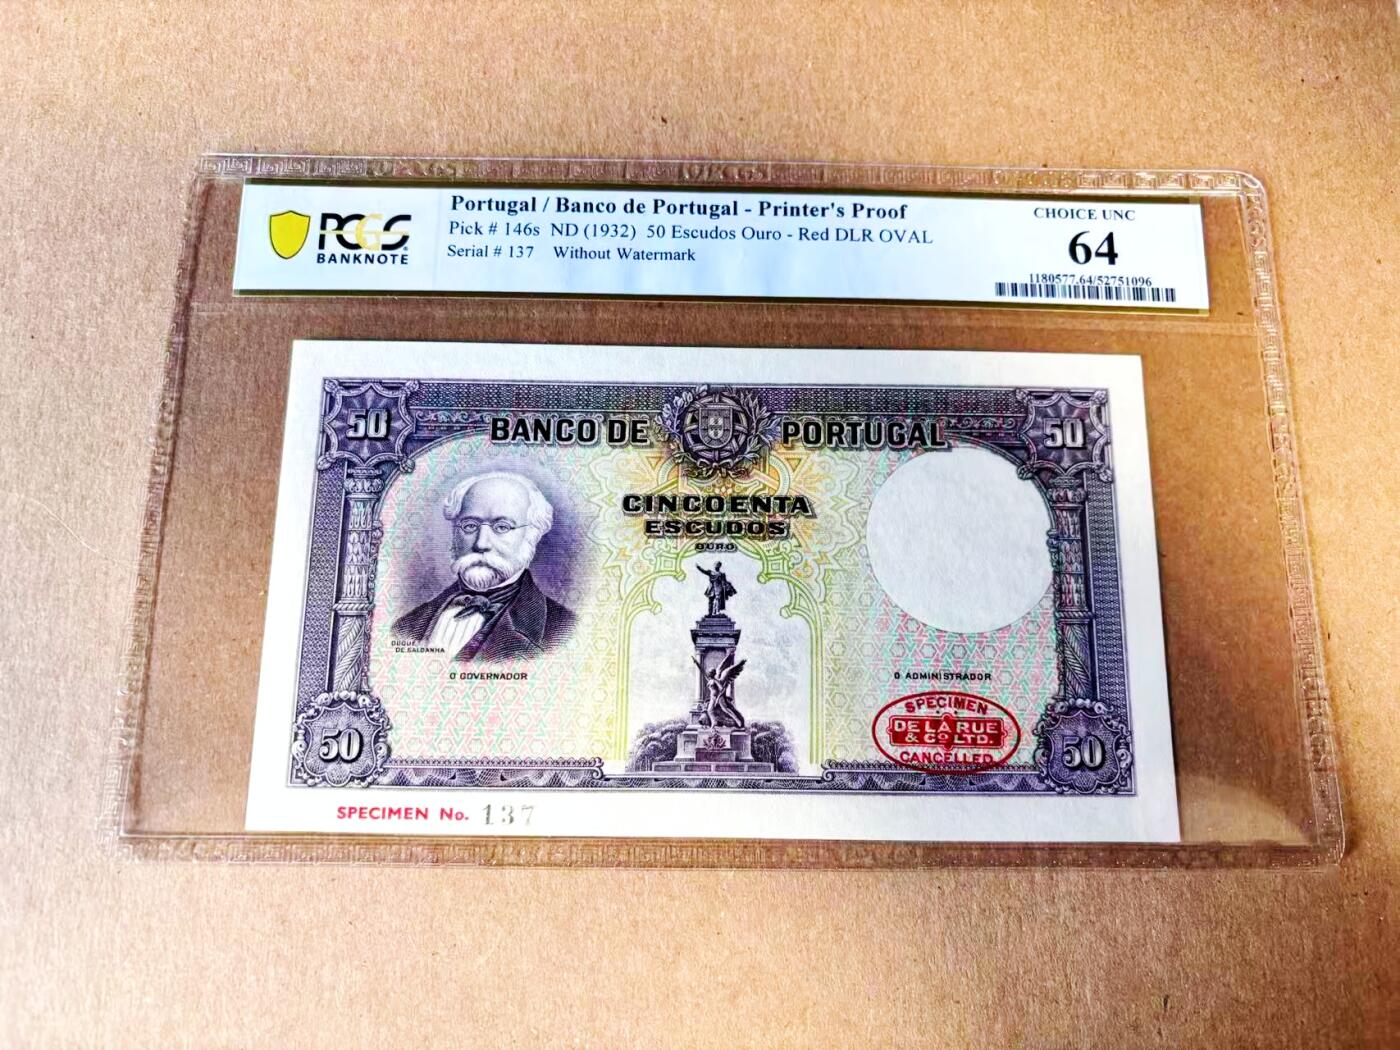 PCGS
BANKNOTE
Portugal / Banco de Portugal - Printer's Proof
Pick # 146s ND (1932) 50 Escudos Ouro - Red DLR OVAL
Serial # 137 Without Watermark
CHOICE UNC
64
1180577.64/52751096
50
BANCO DE PORTUGAL
50
CINCOENTA
ESCUDOS
OURO
DUQUE
DE SALDANHA
O GOVERNADOR
O ADMINISTRADOR
SPECIMEN
DE LA RUE
& Cº LTD.
CANCELLED
50
50
SPECIMEN No. 137